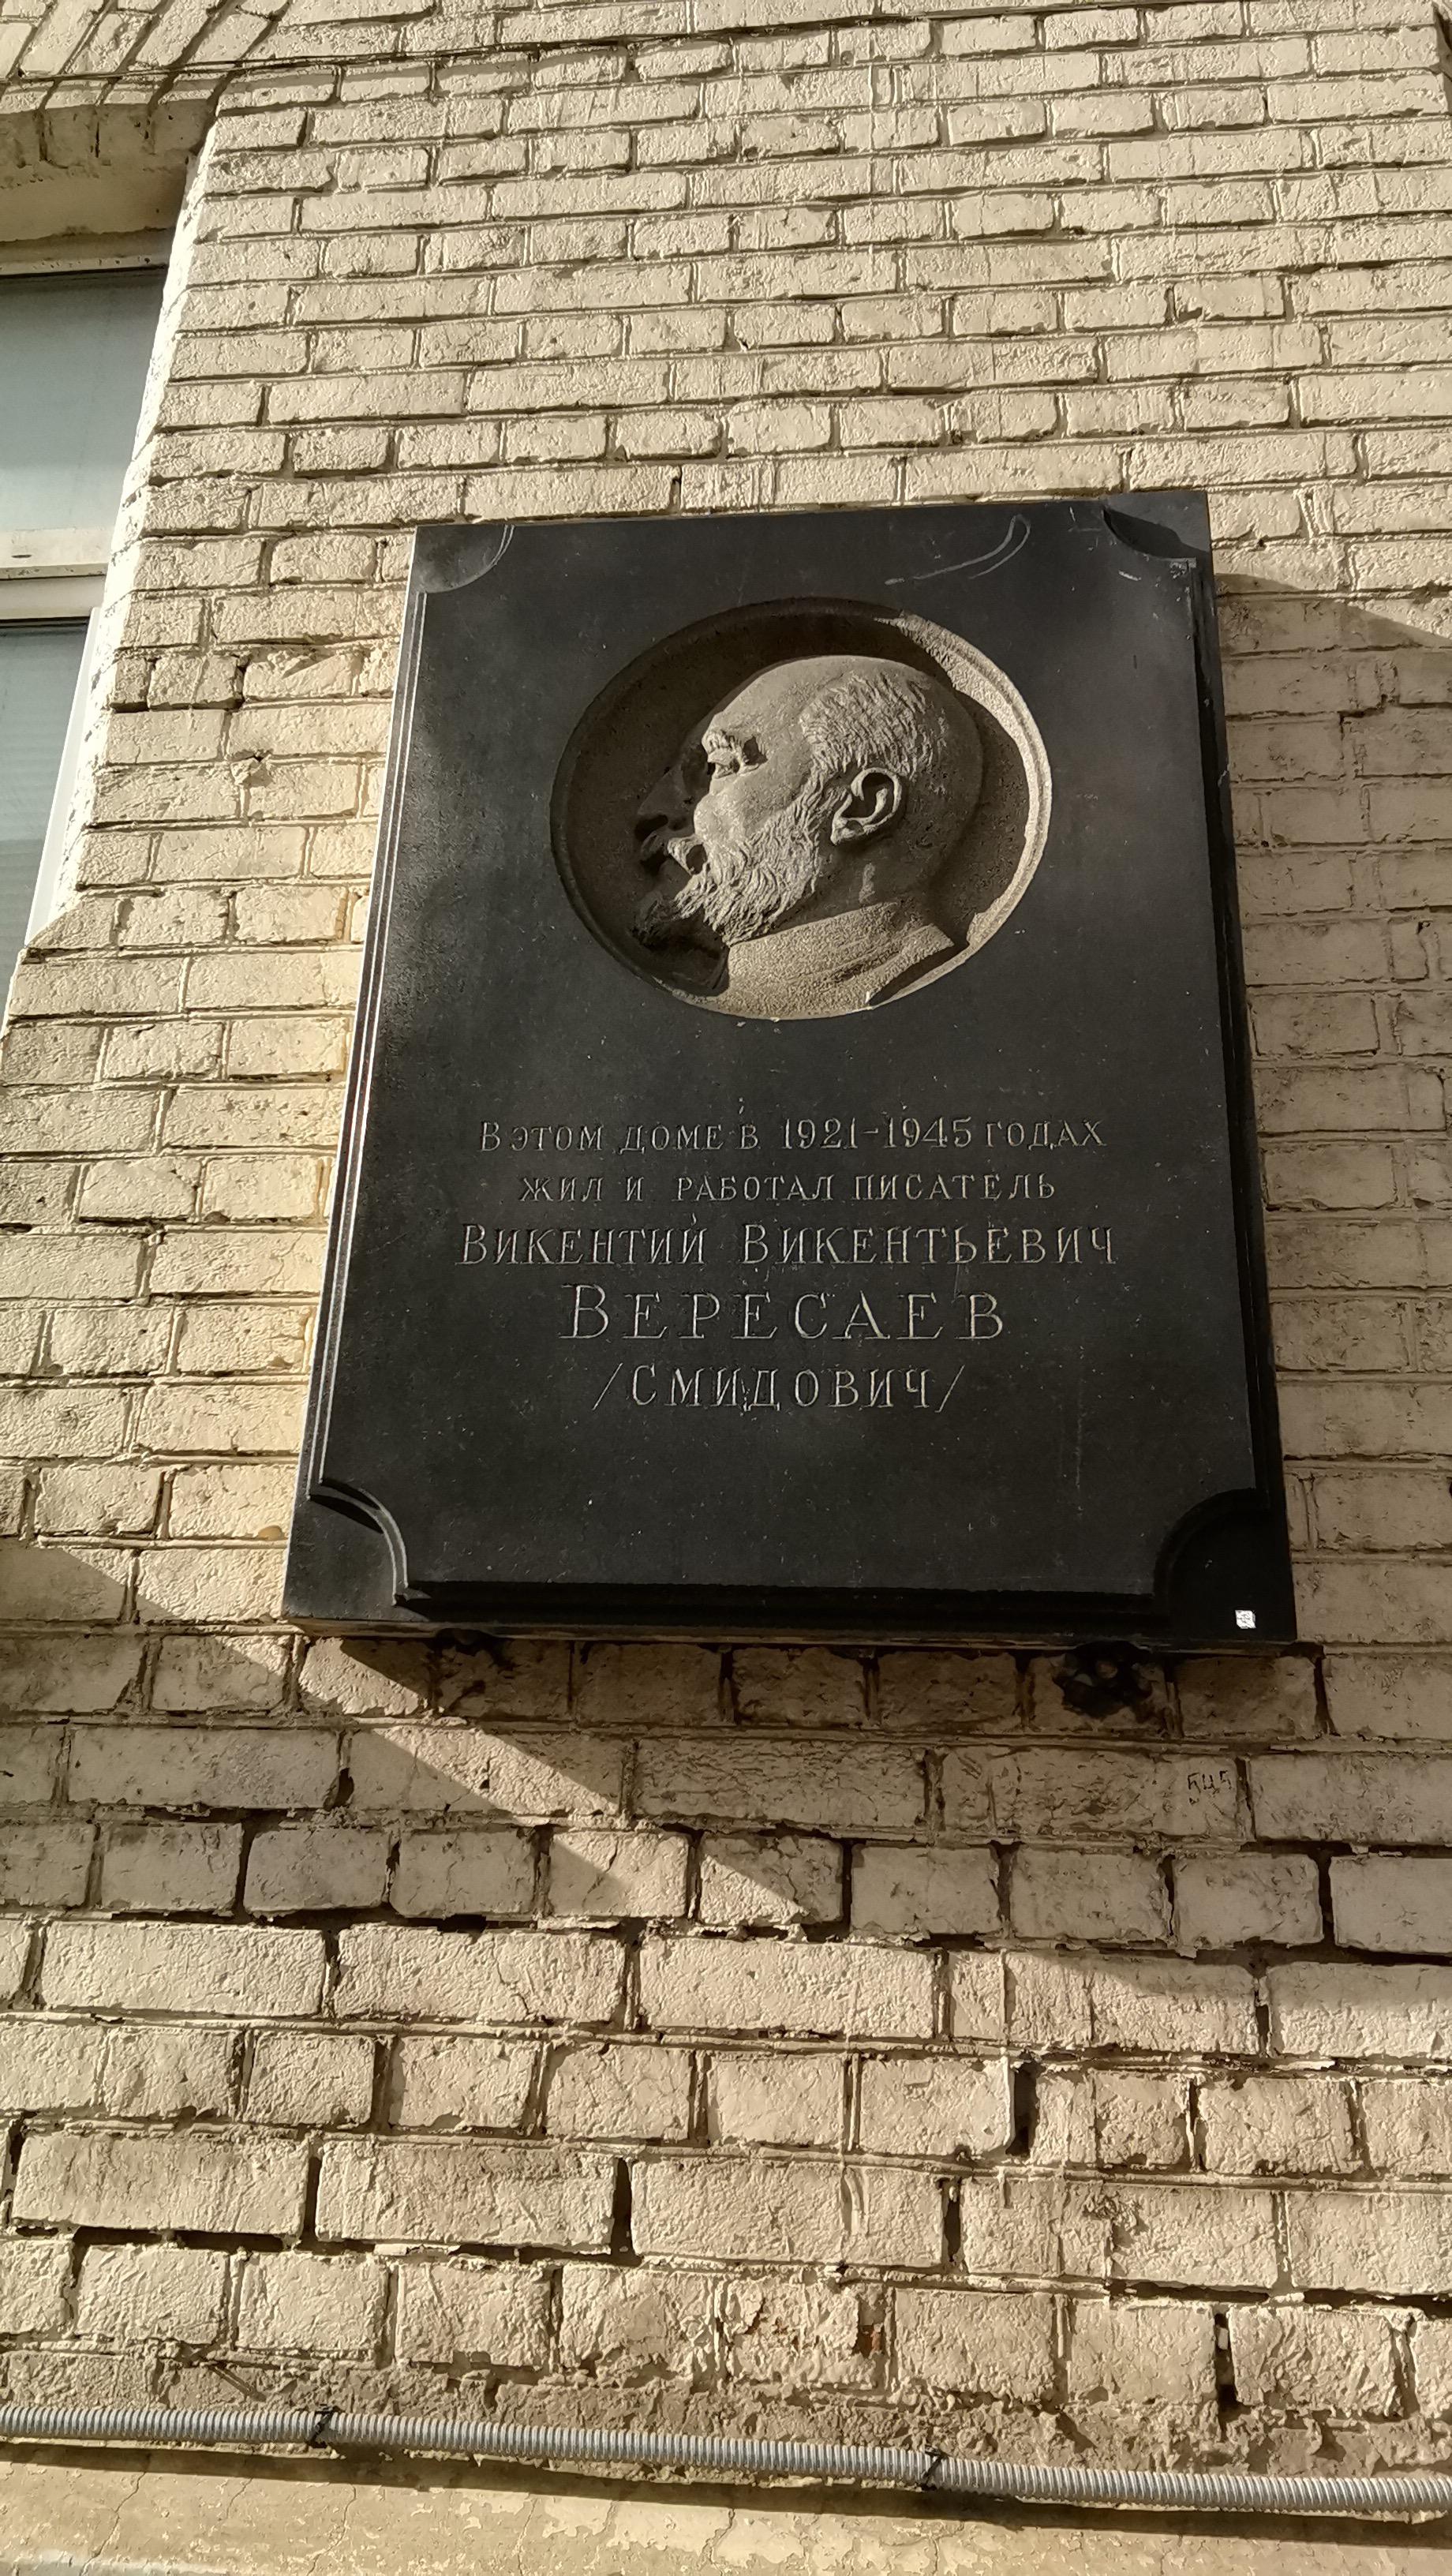 В ЭТОМ ДОМЕ В 1921-1945 ГОДАХ
ЖИЛ И РАБОТАЛ ПИСАТЕЛЬ
ВИКЕНТИЙ ВИКЕНТЬЕВИЧ
ВЕРЕСАЕВ
/СМИДОВИЧ/